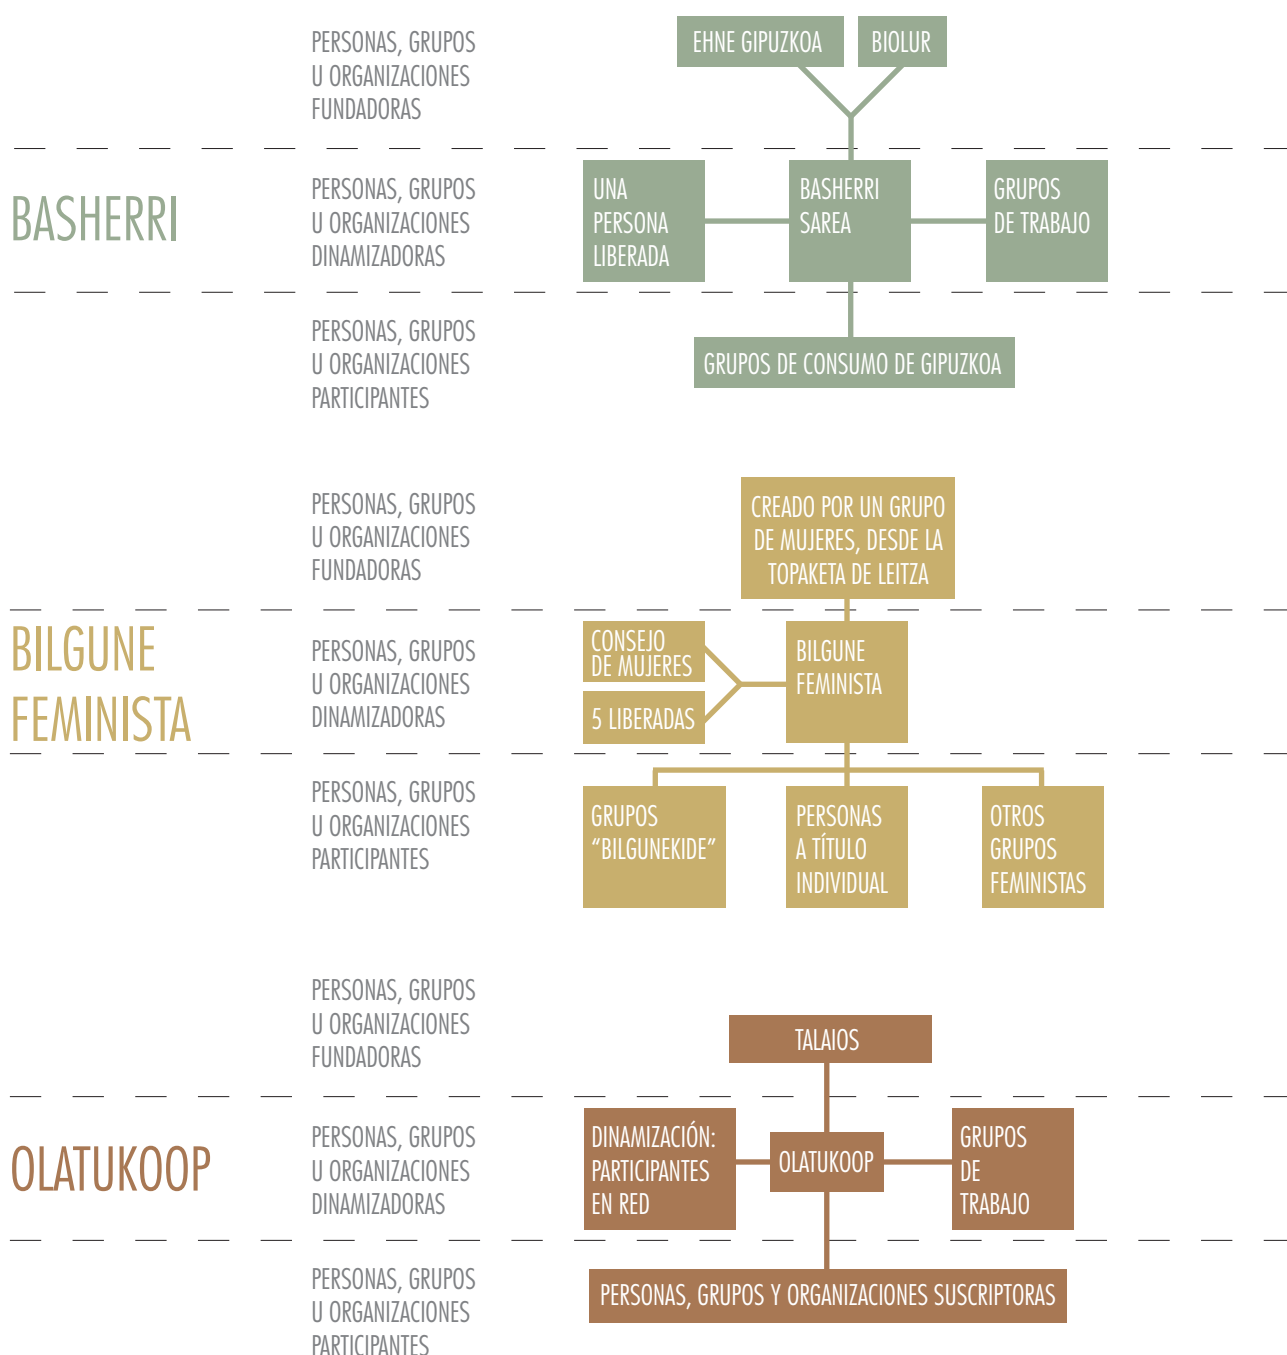 PERSONAS, GRUPOS
U ORGANIZACIONES
FUNDADORAS
EHNE GIPUZKOA
BIOLUR
BASHERRI
PERSONAS, GRUPOS
U ORGANIZACIONES
DINAMIZADORAS
UNA
PERSONA
LIBERADA
BASHERRI
SAREA
GRUPOS
DE TRABAJO
PERSONAS, GRUPOS
U ORGANIZACIONES
PARTICIPANTES
GRUPOS DE CONSUMO DE GIPUZKOA
PERSONAS, GRUPOS
U ORGANIZACIONES
FUNDADORAS
CREADO POR UN GRUPO
DE MUJERES, DESDE LA
TOPAKETA DE LEITZA
BILGUNE
FEMINISTA
PERSONAS, GRUPOS
U ORGANIZACIONES
DINAMIZADORAS
CONSEJO
DE MUJERES
5 LIBERADAS
BILGUNE
FEMINISTA
PERSONAS, GRUPOS
U ORGANIZACIONES
PARTICIPANTES
GRUPOS
“BILGUNEKIDE”
PERSONAS
A TÍTULO
INDIVIDUAL
OTROS
GRUPOS
FEMINISTAS
PERSONAS, GRUPOS
U ORGANIZACIONES
FUNDADORAS
TALAIOS
OLATUKOOP
PERSONAS, GRUPOS
U ORGANIZACIONES
DINAMIZADORAS
DINAMIZACIÓN:
PARTICIPANTES
EN RED
OLATUKOOP
GRUPOS
DE
TRABAJO
PERSONAS, GRUPOS
U ORGANIZACIONES
PARTICIPANTES
PERSONAS, GRUPOS Y ORGANIZACIONES SUSCRIPTORAS